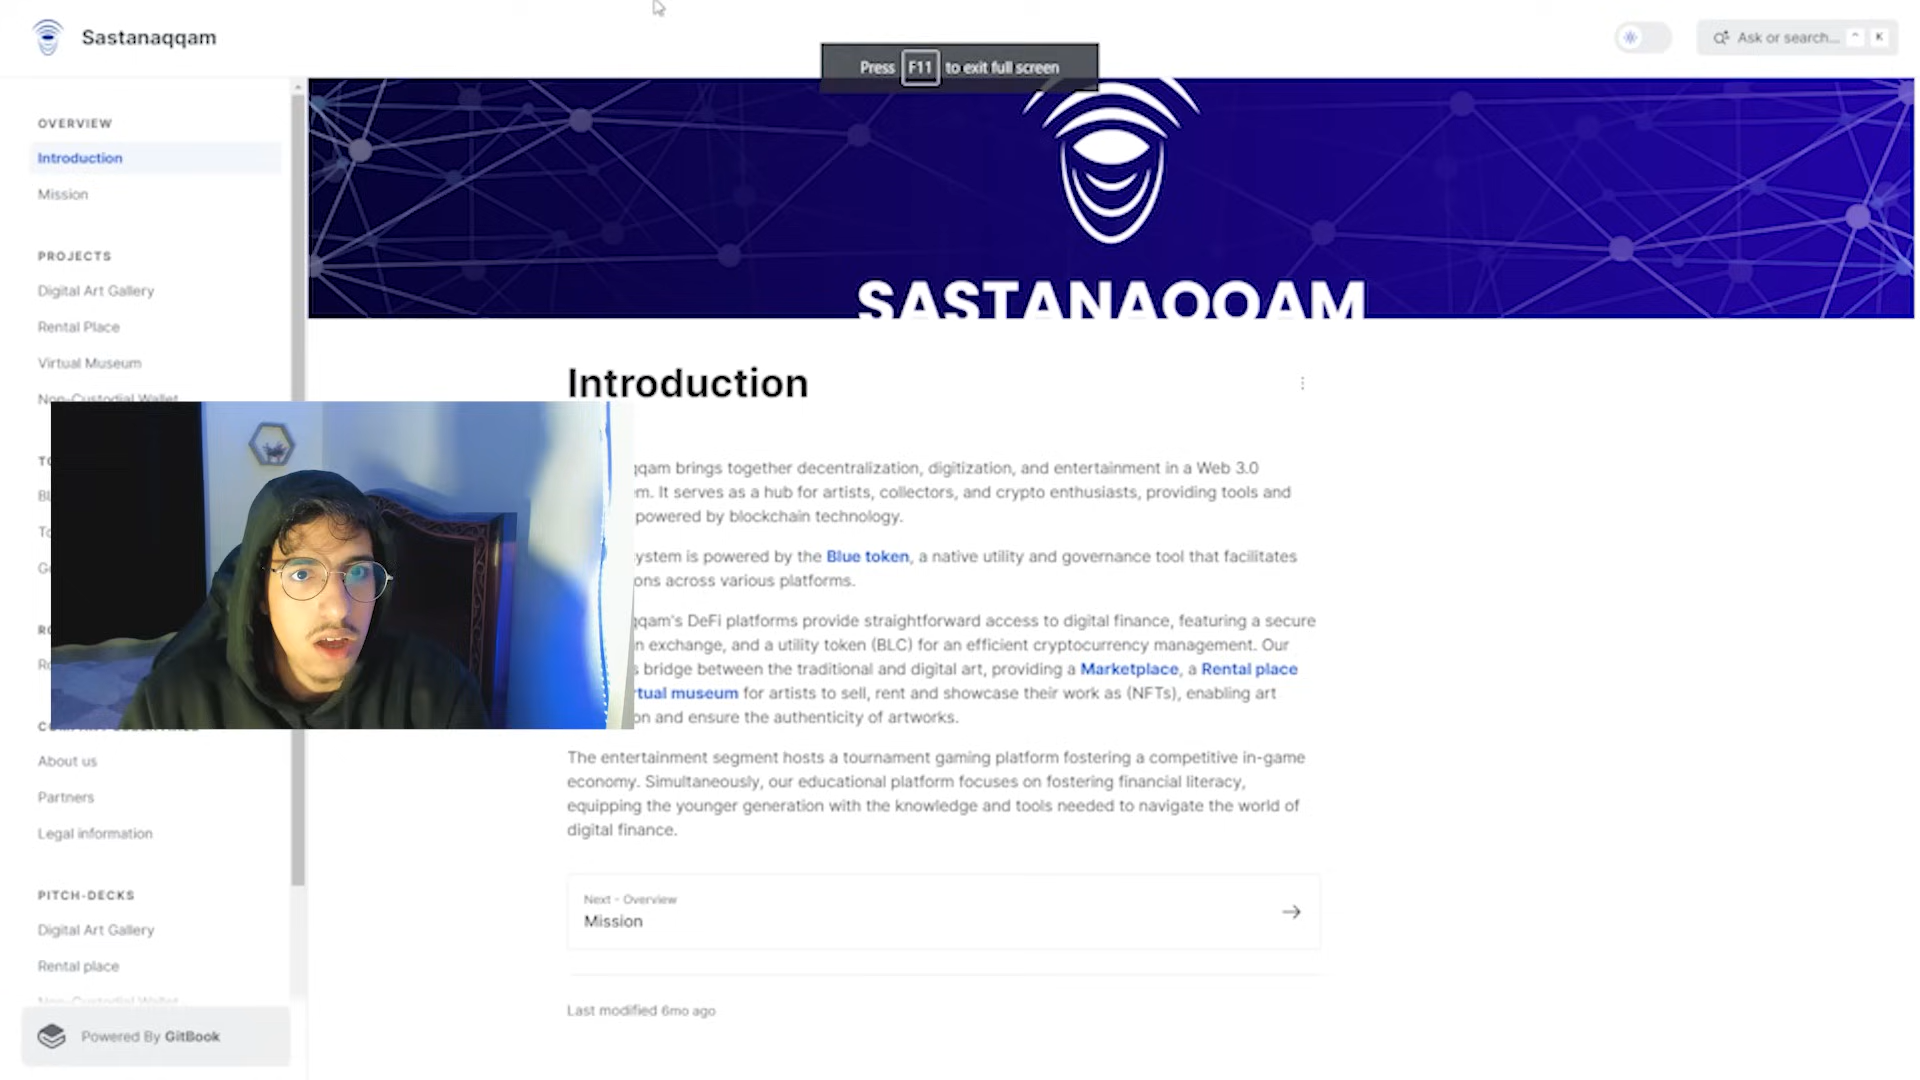 Sastanaqqam
Ask or search...
^
K
Press F11 to exit full screen
OVERVIEW
Introduction
Mission
PROJECTS
Digital Art Gallery
Rental Place
Virtual Museum
Non-Custodial Wallet
About us
Partners
Legal information
PITCH-DECKS
Digital Art Gallery
Rental place
Non-Custodial Wallet
Powered By GitBook
SASTANAQQAM
Introduction
brings together decentralization, digitization, and entertainment in a Web 3.0
It serves as a hub for artists, collectors, and crypto enthusiasts, providing tools and
powered by blockchain technology.
is powered by the Blue token, a native utility and governance tool that facilitates
across various platforms.
DeFi platforms provide straightforward access to digital finance, featuring a secure
exchange, and a utility token (BLC) for an efficient cryptocurrency management. Our
bridge between the traditional and digital art, providing a Marketplace, a Rental place
museum for artists to sell, rent and showcase their work as (NFTs), enabling art
and ensure the authenticity of artworks.
The entertainment segment hosts a tournament gaming platform fostering a competitive in-game
economy. Simultaneously, our educational platform focuses on fostering financial literacy,
equipping the younger generation with the knowledge and tools needed to navigate the world of
digital finance.
Next - Overview
Mission
Last modified 6mo ago